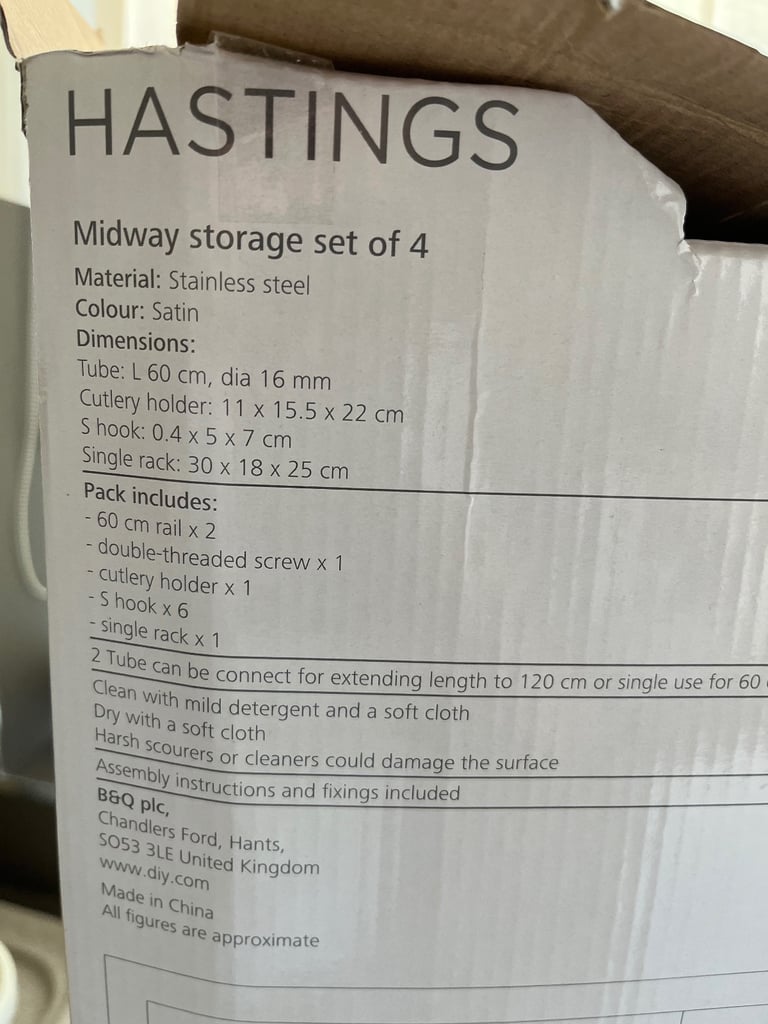 HASTINGS
Midway storage set of 4
Material: Stainless steel
Colour: Satin
Dimensions:
Tube: L 60 cm, dia 16 mm
Cutlery holder: 11 x 15.5 x 22 cm
S hook: 0.4 x 5 x 7 cm
Single rack: 30 x 18 x 25 cm
Pack includes:
- 60 cm rail x 2
- double-threaded screw x 1
- cutlery holder x 1
- S hook x 6
- single rack x 1
2 Tube can be connect for extending length to 120 cm or single use for 60
Clean with mild detergent and a soft cloth
Dry with a soft cloth
Harsh scourers or cleaners could damage the surface
Assembly instructions and fixings included
B&Q plc,
Chandlers Ford, Hants,
SO53 3LE United Kingdom
www.diy.com
Made in China
All figures are approximate